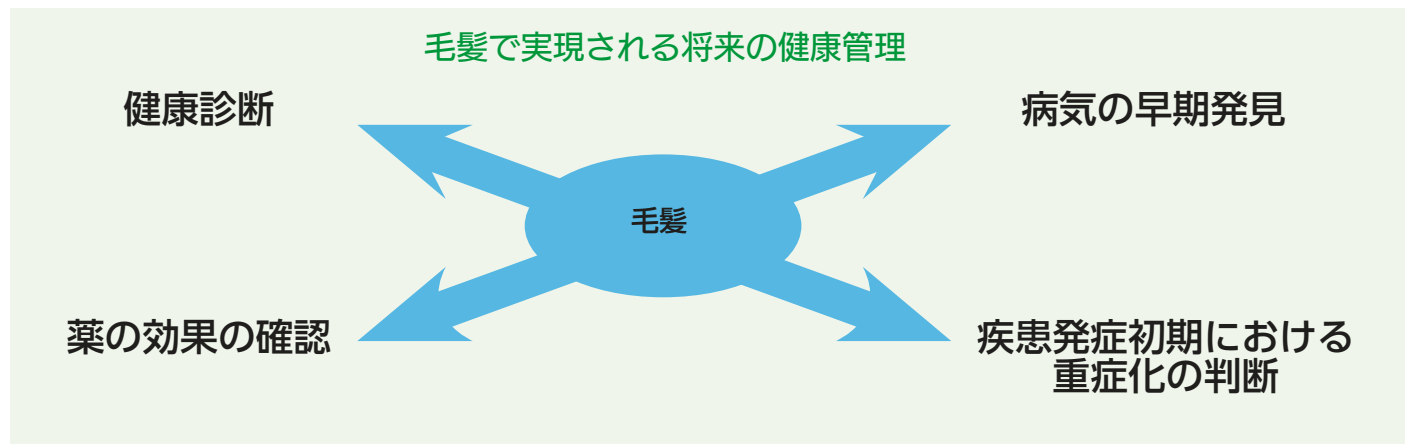 毛髪で実現される将来の健康管理
健康診断
病気の早期発見
毛髪
薬の効果の確認
疾患発症初期における
重症化の判断